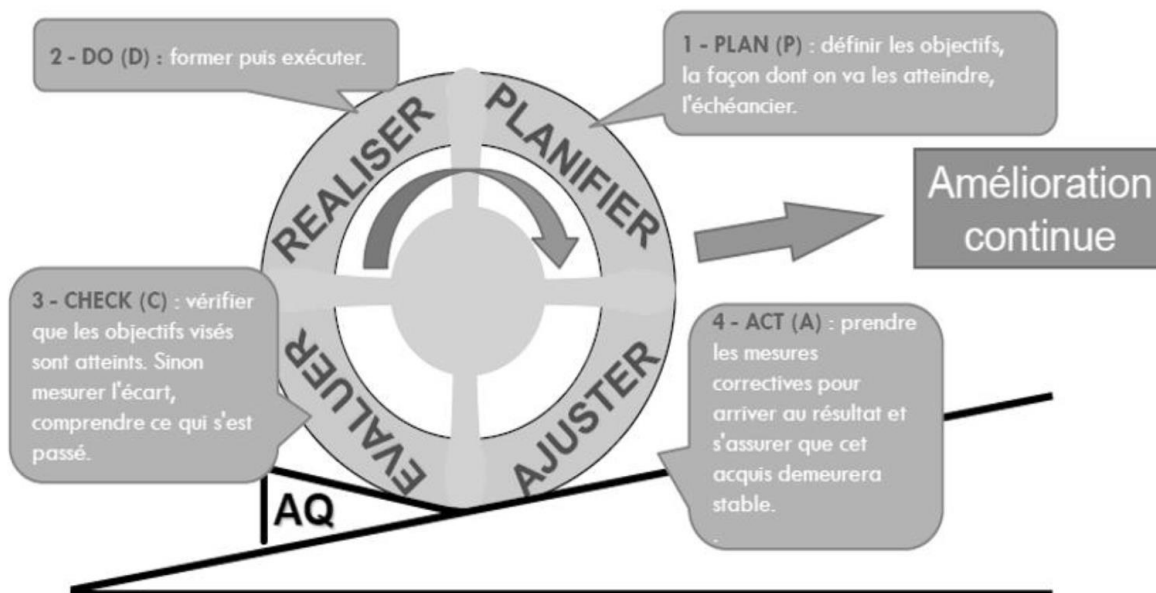 2 - DO (D) : former puis exécuter.
1 - PLAN (P) : définir les objectifs,
la façon dont on va les atteindre,
l'échéancier.
REALISER
PLANIFIER
Amélioration
continue
3 - CHECK (C) : vérifier
que les objectifs visés
sont atteints. Sinon
mesurer l'écart,
comprendre ce qui s'est
passé.
EVALUER
AJUSTER
4 - ACT (A) : prendre
les mesures
correctives pour
arriver au résultat et
s'assurer que cet
acquis demeurera
stable.
.
AQ